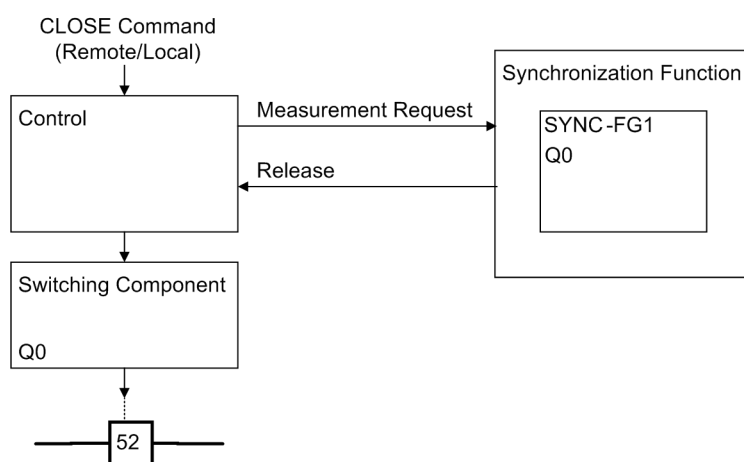 CLOSE Command
(Remote/Local)
Control
Measurement Request
Release
Synchronization Function
SYNC-FG1
Q0
Switching Component
Q0
52